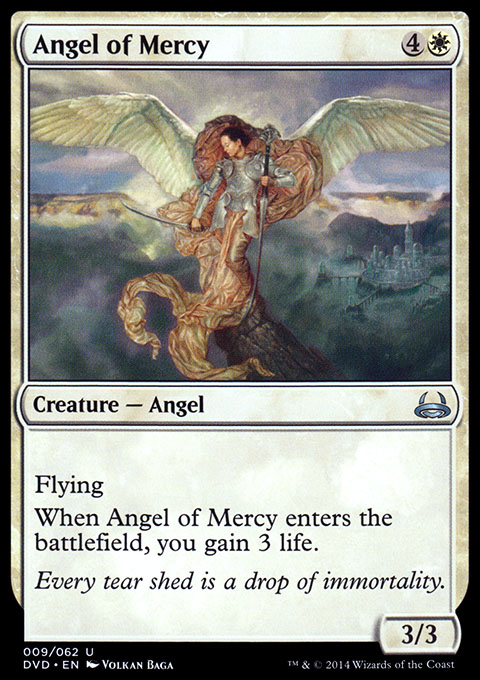 Angel of Mercy 4
Creature — Angel
Flying
When Angel of Mercy enters the
battlefield, you gain 3 life.
Every tear shed is a drop of immortality.
3/3
009/062 U
DVD • EN Volkan Baga
™ & © 2014 Wizards of the Coast